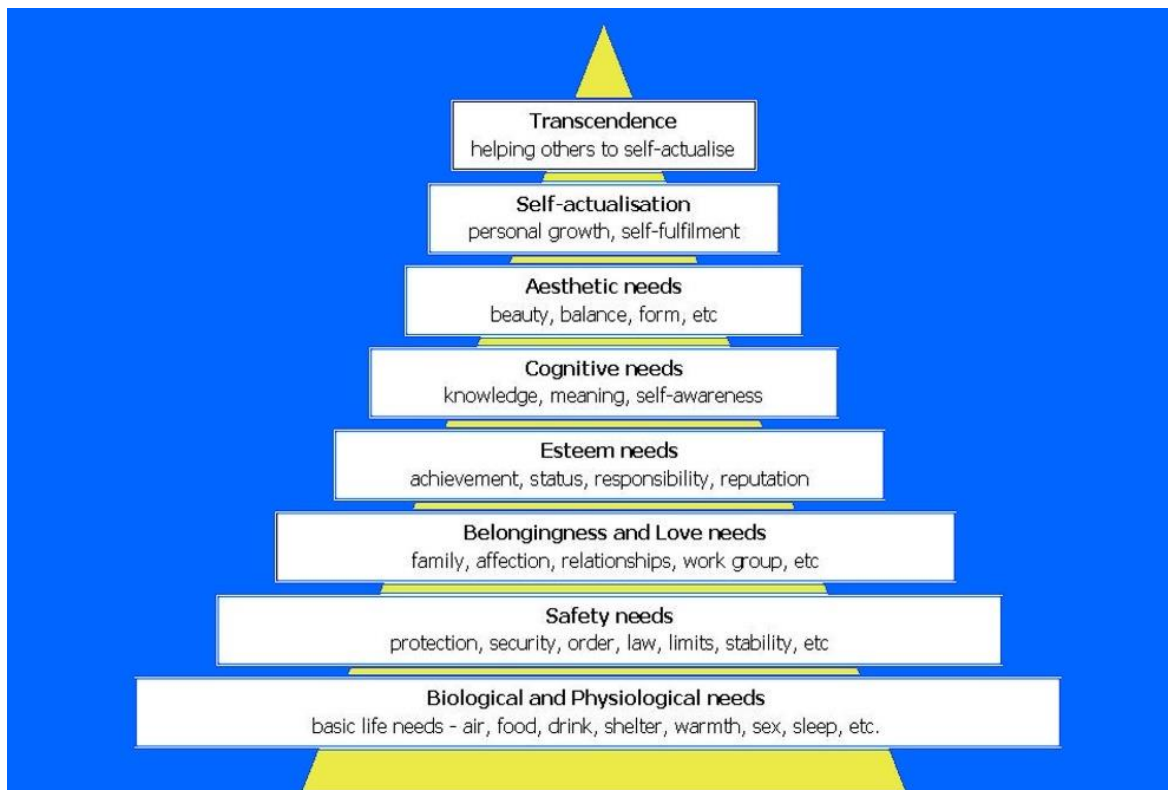 Transcendence
helping others to self-actualise
Self-actualisation
personal growth, self-fulfilment
Aesthetic needs
beauty, balance, form, etc
Cognitive needs
knowledge, meaning, self-awareness
Esteem needs
achievement, status, responsibility, reputation
Belongingness and Love needs
family, affection, relationships, work group, etc
Safety needs
protection, security, order, law, limits, stability, etc
Biological and Physiological needs
basic life needs - air, food, drink, shelter, warmth, sex, sleep, etc.